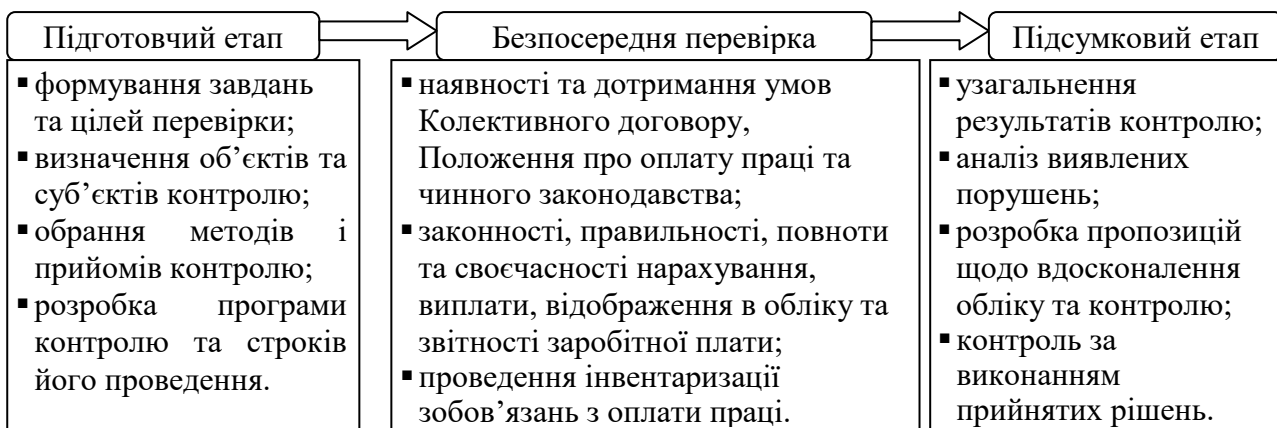 Підготовчий етап
формування завдань
та цілей перевірки;
визначення об’єктів та
суб’єктів контролю;
обрання методів і
прийомів контролю;
розробка програми
контролю та строків
його проведення.
Безпосередня перевірка
наявності та дотримання умов
Колективного договору,
Положення про оплату праці та
чинного законодавства;
законності, правильності, повноти
та своєчасності нарахування,
виплати, відображення в обліку та
звітності заробітної плати;
проведення інвентаризації
зобов’язань з оплати праці.
Підсумковий етап
узагальнення
результатів контролю;
аналіз виявлених
порушень;
розробка пропозицій
щодо вдосконалення
обліку та контролю;
контроль за
виконанням
прийнятих рішень.